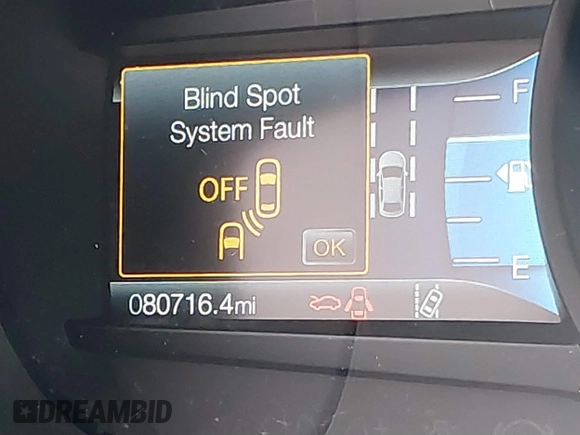 Blind Spot
System Fault
OFF
OK
F
E
080716.4mi
DREAMBID